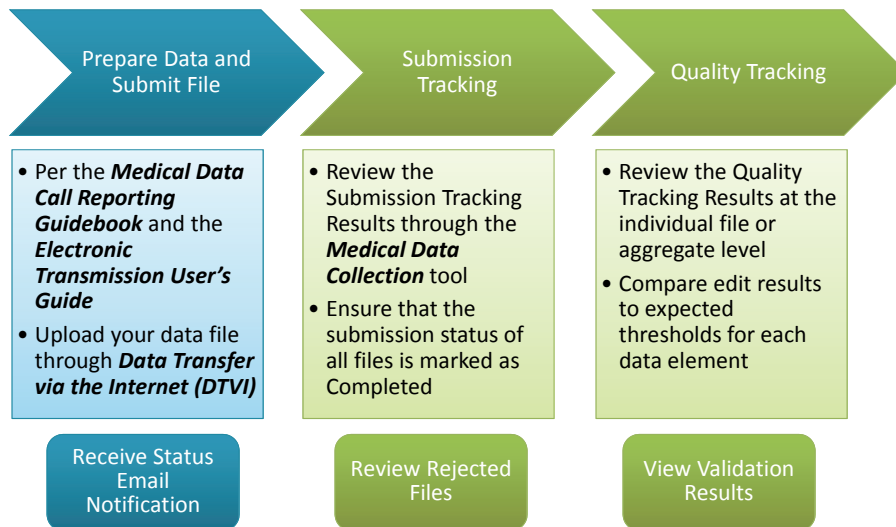 Prepare Data and
Submit File
Submission
Tracking
Quality Tracking
• Per the Medical Data
Call Reporting
Guidebook and the
Electronic
Transmission User's
Guide
• Upload your data file
through Data Transfer
via the Internet (DTVI)
• Review the
Submission Tracking
Results through the
Medical Data
Collection tool
• Ensure that the
submission status of
all files is marked as
Completed
• Review the Quality
Tracking Results at the
individual file or
aggregate level
• Compare edit results
to expected
thresholds for each
data element
Receive Status
Email
Notification
Review Rejected
Files
View Validation
Results